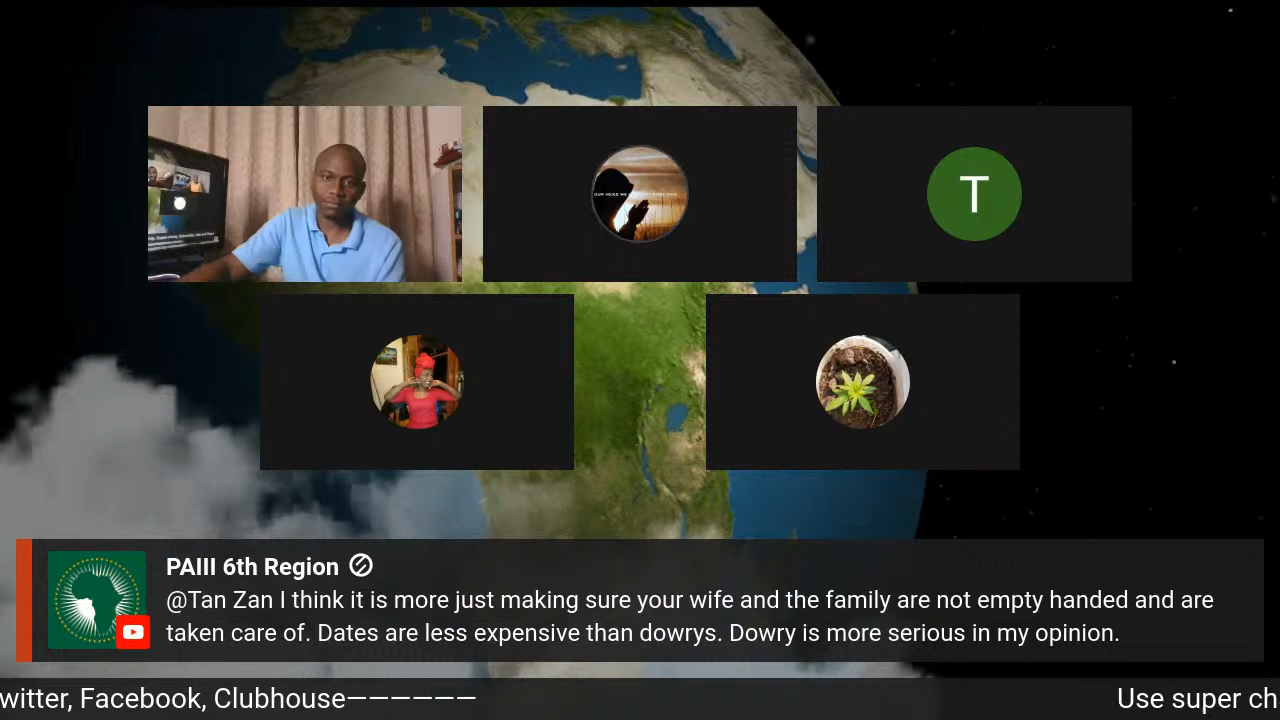 T
PAIII 6th Region
@Tan Zan I think it is more just making sure your wife and the family are not empty handed and are
taken care of. Dates are less expensive than dowrys. Dowry is more serious in my opinion.
witter, Facebook, Clubhouse—————— Use super ch